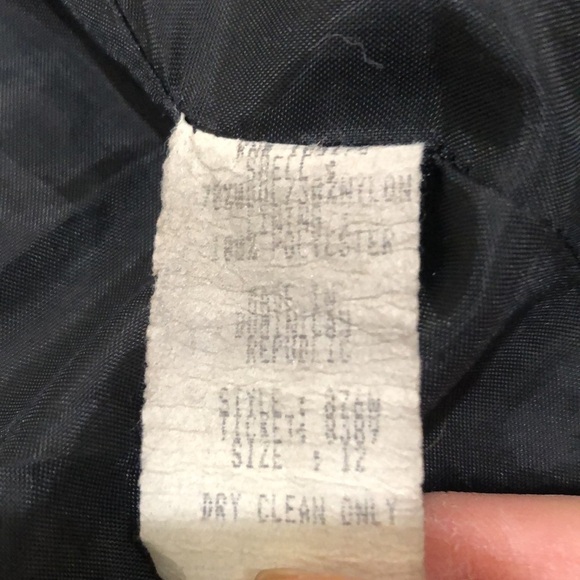 SHELL :
70%WOOL/30%NYLON
LINING :
100% POLYESTER
MADE IN
DOMINICAN
REPUBLIC
STYLE :
TICKET:
SIZE : 12
DRY CLEAN ONLY